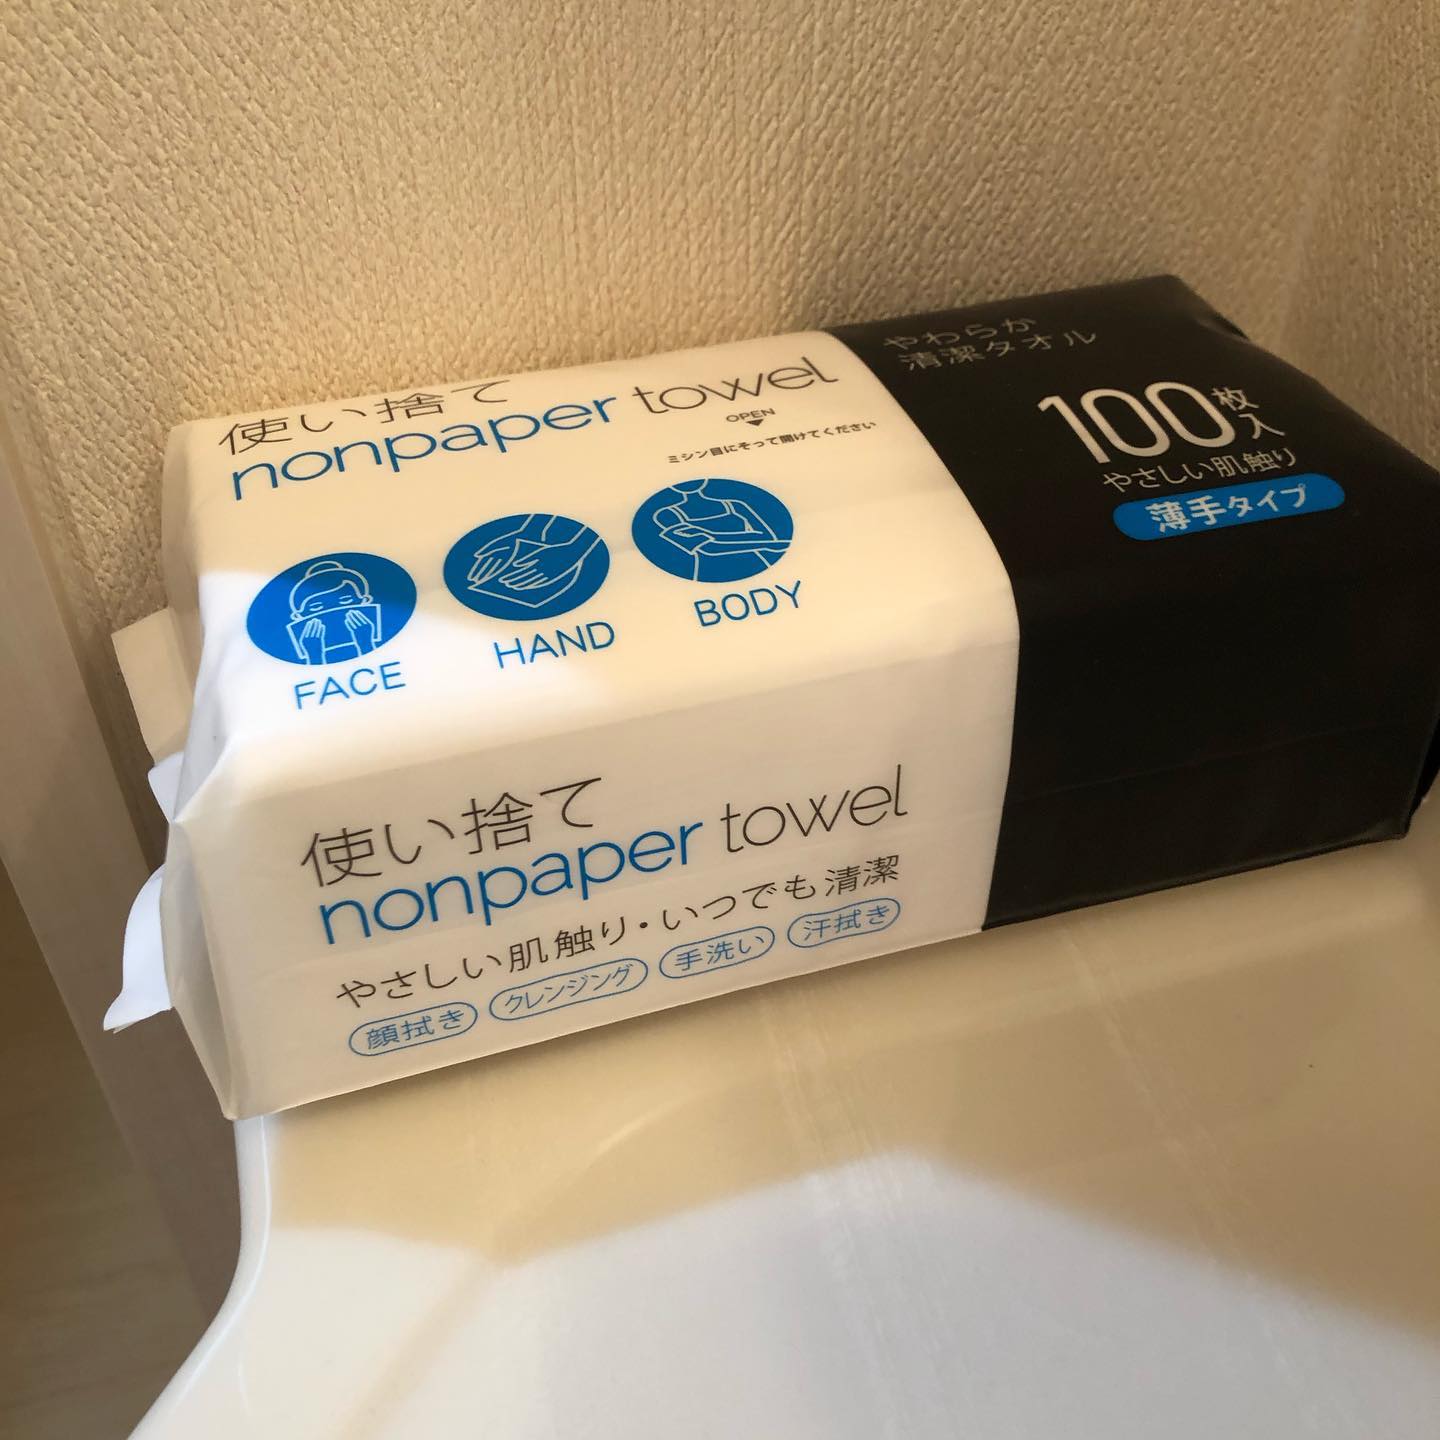 使い捨て
nonpaper towel
OPEN
ミシン目にそって開けてください
FACE
HAND
BODY
やわらか
清潔タオル
100枚入
やさしい肌触り
薄手タイプ
使い捨て
nonpaper towel
やさしい肌触り・いつでも清潔
顔拭き クレンジング 手洗い 汗拭き